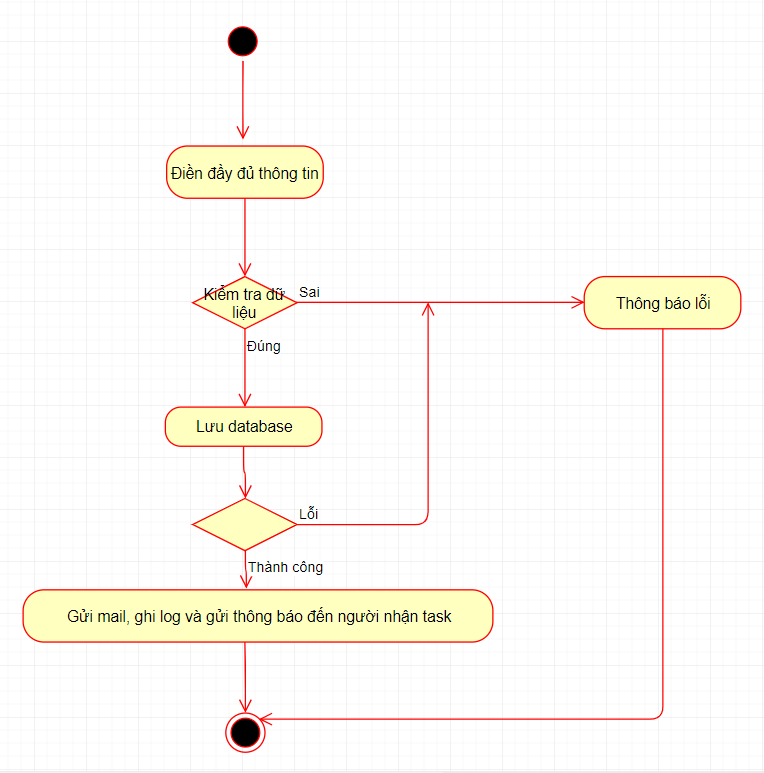 Điền đầy đủ thông tin
Kiểm tra dữ
liệu
Sai
Thông báo lỗi
Đúng
Lưu database
Lỗi
Thành công
Gửi mail, ghi log và gửi thông báo đến người nhận task